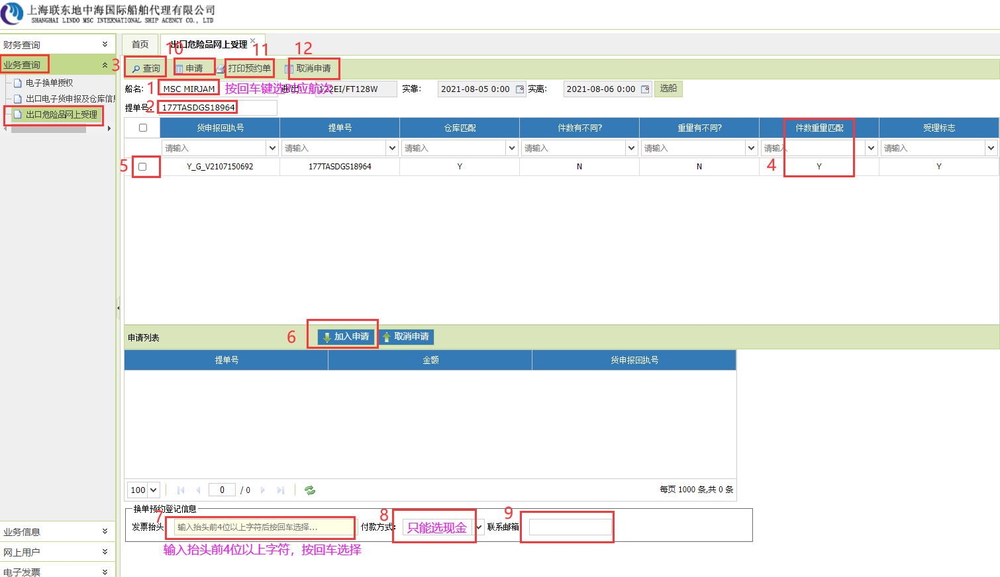 上海联东地中海国际船舶代理有限公司
SHANGHAI LINDO MSC INTERNATIONAL SHIP AGENCY CO., LTD
财务查询
业务查询
电子换单授权
出口电子货申报及仓库信息
出口危险品网上受理
业务信息
网上用户
电子发票
首页 出口危险品网上受理
10 11 12
3 查询 申请 打印预约单 取消申请
船名: 1 MSC MIRJAM 按回车键选对应航次 122EI/FT128W 实靠: 2021-08-05 0:00 实离: 2021-08-06 0:00 选船
提单号: 2 177TASDGS18964
货申报回执号 提单号 仓库匹配 件数有不同? 重量有不同? 件数重量匹配 受理标志
请输入 请输入 请输入 请输入 请输入 请输入 请输入
5 Y_G_V2107150692 177TASDGS18964 Y N N 4 Y Y
申请列表 6 加入申请 取消申请
提单号 金额 货申报回执号
100 0 / 0 每页 1000 条,共 0 条
换单预约登记信息
7 8 9
发票抬头 输入抬头前4位以上字符后按回车选择... 付款方式: 只能选现金 联系邮箱
输入抬头前4位以上字符，按回车选择